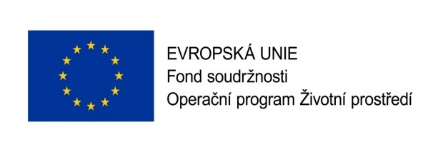 EVROPSKÁ UNIE
Fond soudržnosti
Operační program Životní prostředí